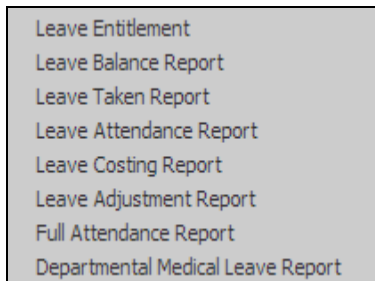 Leave Entitlement
Leave Balance Report
Leave Taken Report
Leave Attendance Report
Leave Costing Report
Leave Adjustment Report
Full Attendance Report
Departmental Medical Leave Report